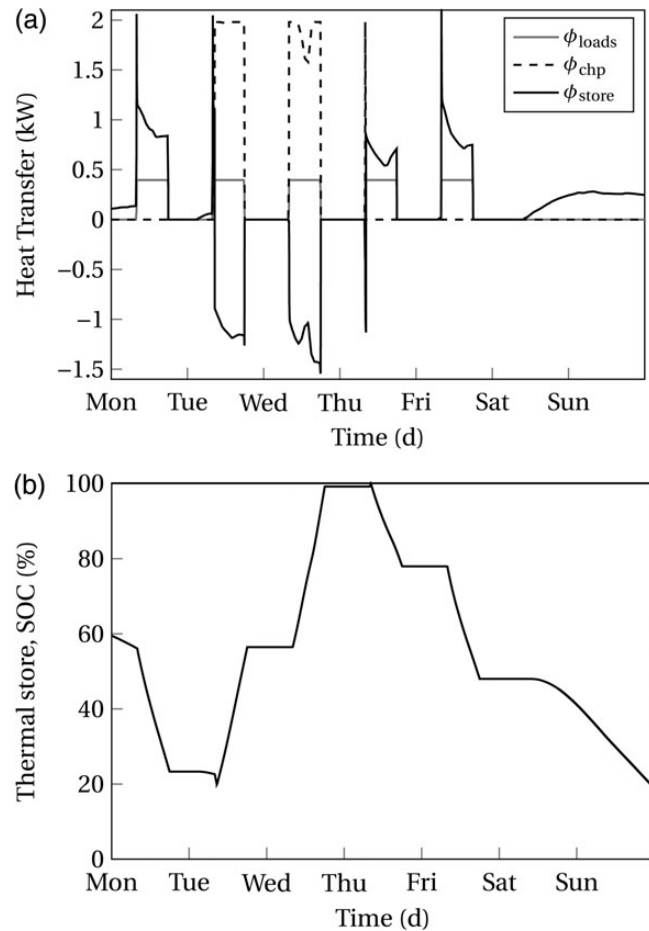 (a)
2
1.5
1
0.5
0
−0.5
−1
−1.5
Heat Transfer (kW)
ϕloads
ϕchp
ϕstore
Mon Tue Wed Thu Fri Sat Sun
Time (d)
(b)
100
80
60
40
20
0
Thermal store, SOC (%)
Mon Tue Wed Thu Fri Sat Sun
Time (d)